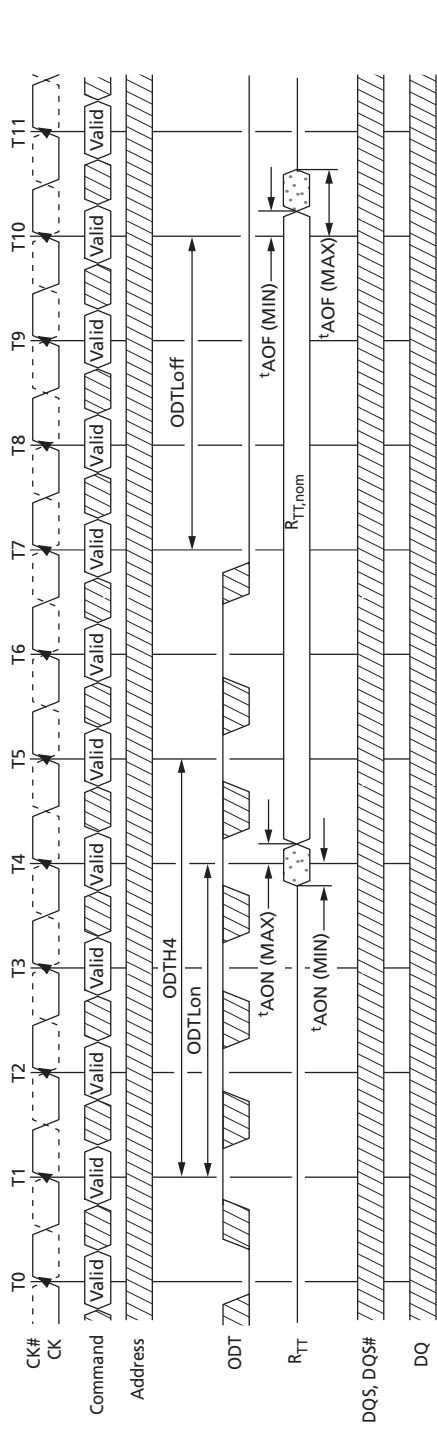 T0 T1 T2 T3 T4 T5 T6 T7 T8 T9 T10 T11
CK#
CK
Command Valid Valid Valid Valid Valid Valid Valid Valid Valid Valid Valid Valid
Address
ODTH4
ODTLon
ODTLoff
ODT
tAON (MAX)
tAON (MIN)
tAOF (MIN)
tAOF (MAX)
RTT
RTT,nom
DQS, DQS#
DQ